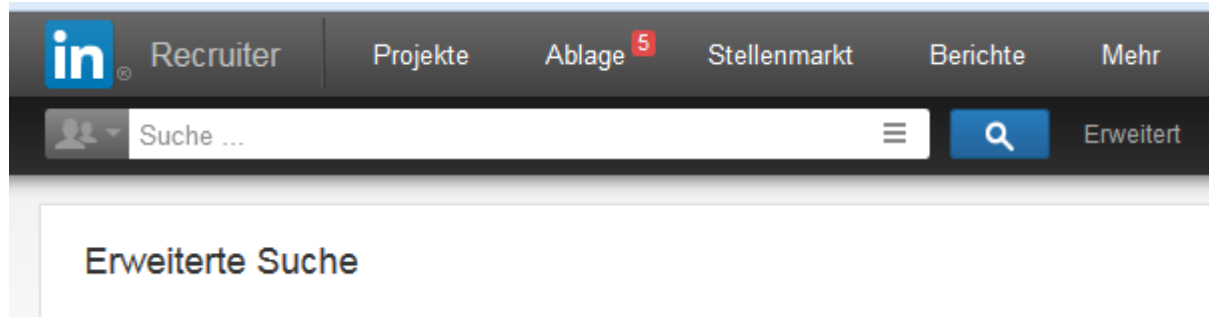 in ® Recruiter Projekte Ablage 5 Stellenmarkt Berichte Mehr
Suche ... Erweitert
Erweiterte Suche